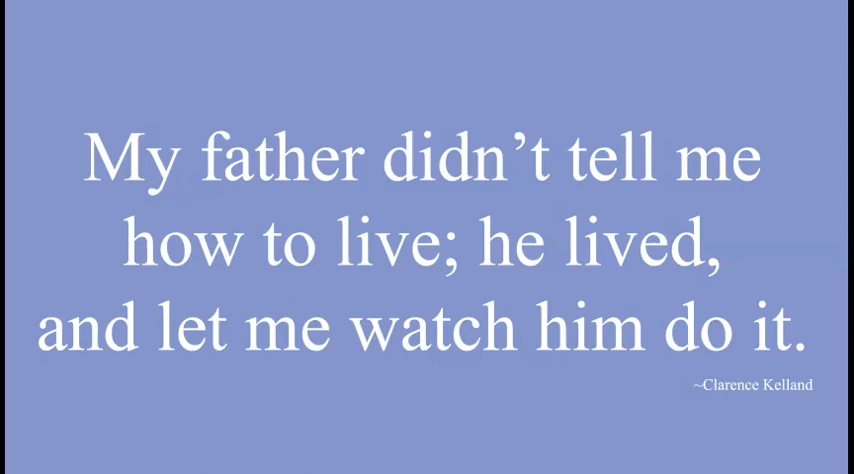 My father didn’t tell me
how to live; he lived,
and let me watch him do it.
~Clarence Kelland